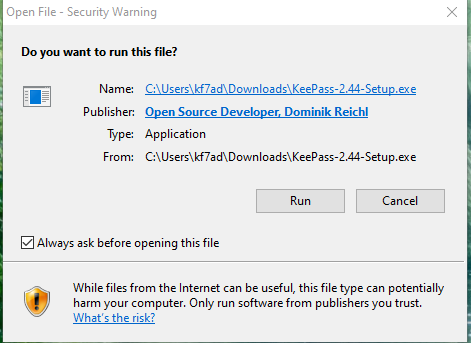 Open File - Security Warning
Do you want to run this file?
Name: C:\Users\kf7ad\Downloads\KeePass-2.44-Setup.exe
Publisher: Open Source Developer, Dominik Reichl
Type: Application
From: C:\Users\kf7ad\Downloads\KeePass-2.44-Setup.exe
Run Cancel
Always ask before opening this file
While files from the Internet can be useful, this file type can potentially
harm your computer. Only run software from publishers you trust.
What's the risk?